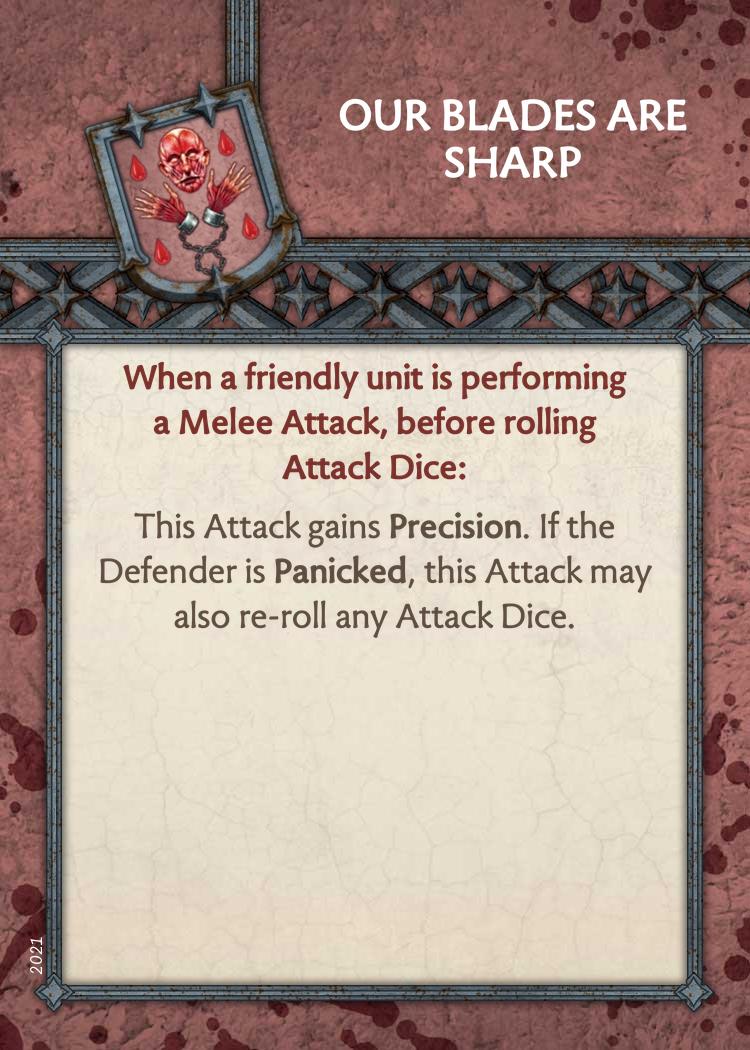 OUR BLADES ARE
SHARP
When a friendly unit is performing
a Melee Attack, before rolling
Attack Dice:
This Attack gains Precision. If the
Defender is Panicked, this Attack may
also re-roll any Attack Dice.
2021